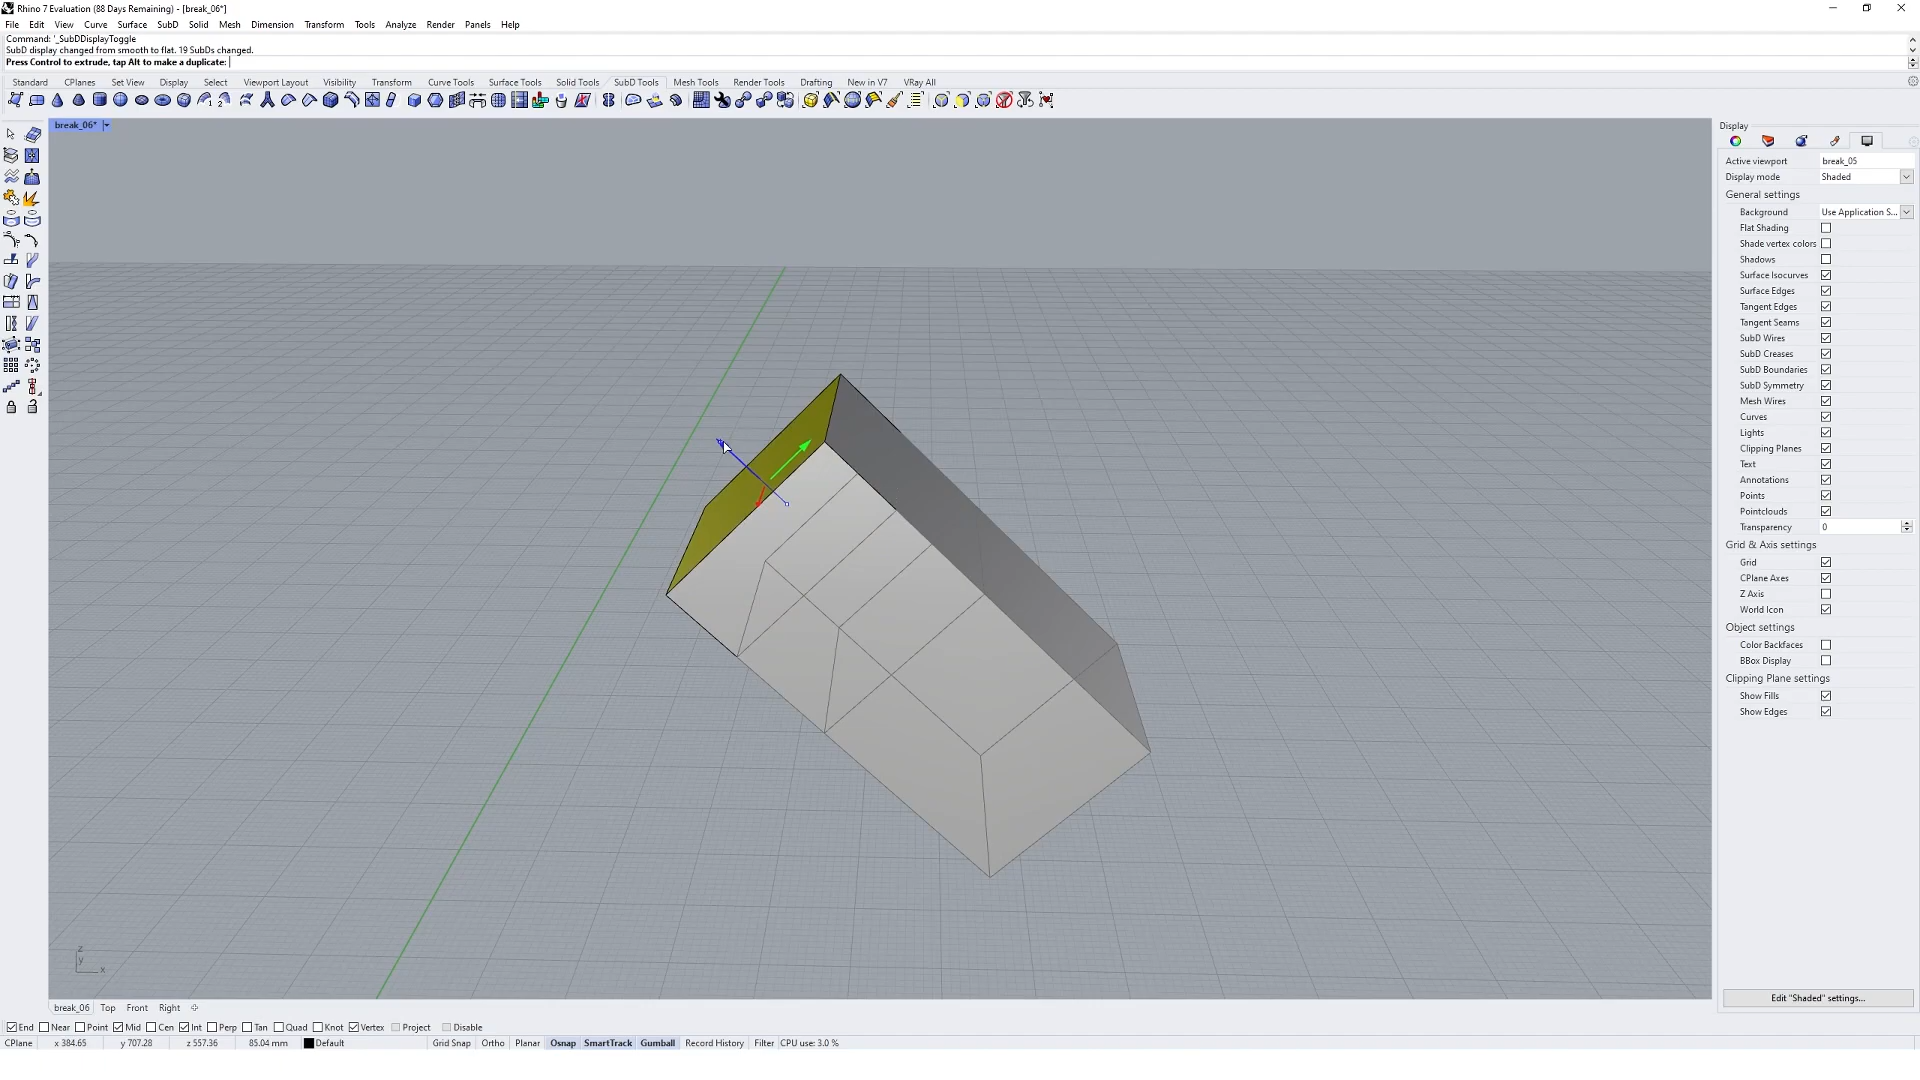 Rhino 7 Evaluation (88 Days Remaining) - [break_06*]
File Edit View Curve Surface SubD Solid Mesh Dimension Transform Tools Analyze Render Panels Help
Command: '_SubDDisplayToggle
SubD display changed from smooth to flat. 19 SubDs changed.
Press Control to extrude, tap Alt to make a duplicate:
Standard CPlanes Set View Display Select Viewport Layout Visibility Transform Curve Tools Surface Tools Solid Tools SubD Tools Mesh Tools Render Tools Drafting New in V7 VRay All
break_06*
Display
Active viewport break_05
Display mode Shaded
General settings
Background Use Application S...
Flat Shading
Shade vertex colors
Shadows
Surface Isocurves
Surface Edges
Tangent Edges
Tangent Seams
SubD Wires
SubD Creases
SubD Boundaries
SubD Symmetry
Mesh Wires
Curves
Lights
Clipping Planes
Text
Annotations
Points
Pointclouds
Transparency 0
Grid & Axis settings
Grid
CPlane Axes
Z Axis
World Icon
Object settings
Color Backfaces
BBox Display
Clipping Plane settings
Show Fills
Show Edges
z
y
x
Edit "Shaded" settings...
break_06 Top Front Right
End Near Point Mid Cen Int Perp Tan Quad Knot Vertex Project Disable
CPlane x 384.65 y 707.28 z 557.36 85.04 mm Default Grid Snap Ortho Planar Osnap SmartTrack Gumball Record History Filter CPU use: 3.0 %